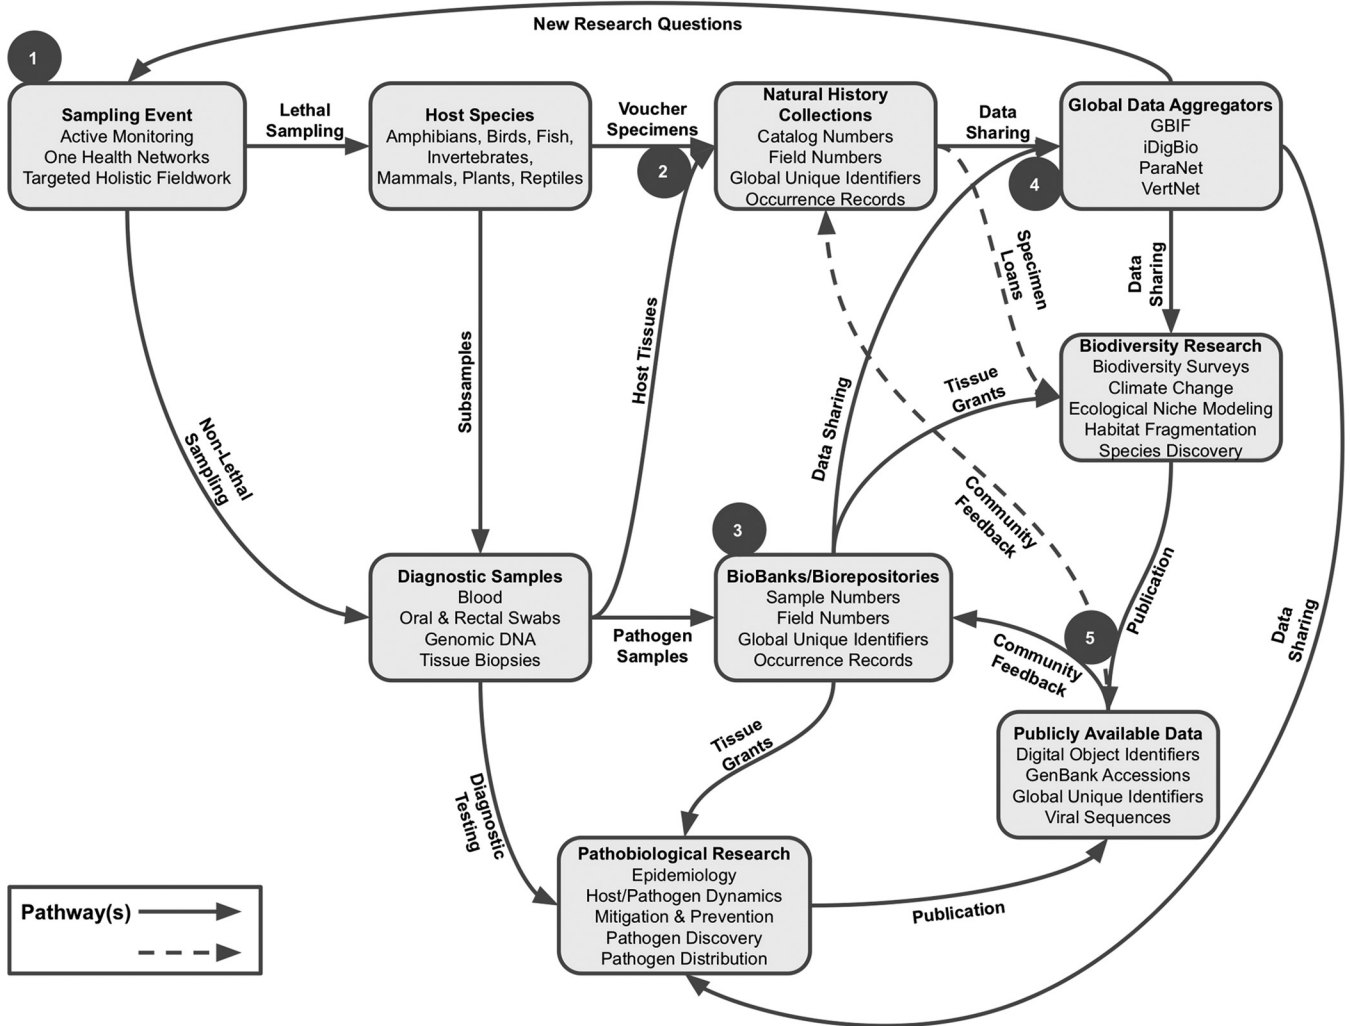 New Research Questions
1
Sampling Event
Active Monitoring
One Health Networks
Targeted Holistic Fieldwork
Lethal
Sampling
Host Species
Amphibians, Birds, Fish,
Invertebrates,
Mammals, Plants, Reptiles
Voucher
Specimens
2
Natural History
Collections
Catalog Numbers
Field Numbers
Global Unique Identifiers
Occurrence Records
Data
Sharing
4
Global Data Aggregators
GBIF
iDigBio
ParaNet
VertNet
Specimen
Loans
Data
Sharing
Non-Lethal
Sampling
Subsamples
Host Tissues
Data Sharing
Tissue
Grants
Biodiversity Research
Biodiversity Surveys
Climate Change
Ecological Niche Modeling
Habitat Fragmentation
Species Discovery
Community
Feedback
3
Diagnostic Samples
Blood
Oral & Rectal Swabs
Genomic DNA
Tissue Biopsies
Pathogen
Samples
BioBanks/Biorepositories
Sample Numbers
Field Numbers
Global Unique Identifiers
Occurrence Records
Community
Feedback
5
Publication
Data
Sharing
Diagnostic
Testing
Tissue
Grants
Publicly Available Data
Digital Object Identifiers
GenBank Accessions
Global Unique Identifiers
Viral Sequences
Pathobiological Research
Epidemiology
Host/Pathogen Dynamics
Mitigation & Prevention
Pathogen Discovery
Pathogen Distribution
Publication
Pathway(s)